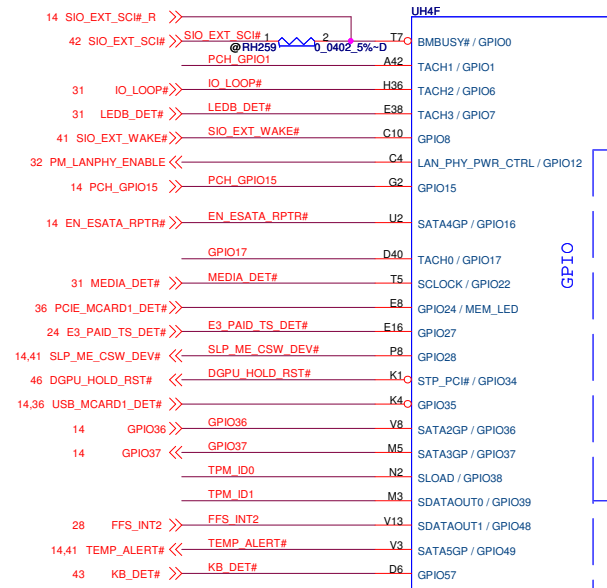 UH4F
14 SIO_EXT_SCI#_R
42 SIO_EXT_SCI# SIO_EXT_SCI# 1 2 T7 BMBUSY# / GPIO0
@RH259 0_0402_5%~D
PCH_GPIO1 A42 TACH1 / GPIO1
31 IO_LOOP# IO_LOOP# H36 TACH2 / GPIO6
31 LEDB_DET# LEDB_DET# E38 TACH3 / GPIO7
41 SIO_EXT_WAKE# SIO_EXT_WAKE# C10 GPIO8
32 PM_LANPHY_ENABLE C4 LAN_PHY_PWR_CTRL / GPIO12
14 PCH_GPIO15 PCH_GPIO15 G2 GPIO15
14 EN_ESATA_RPTR# EN_ESATA_RPTR# U2 SATA4GP / GPIO16
GPIO17 D40 TACH0 / GPIO17
GPIO
31 MEDIA_DET# MEDIA_DET# T5 SCLOCK / GPIO22
36 PCIE_MCARD1_DET# E8 GPIO24 / MEM_LED
24 E3_PAID_TS_DET# E3_PAID_TS_DET# E16 GPIO27
14,41 SLP_ME_CSW_DEV# SLP_ME_CSW_DEV# P8 GPIO28
46 DGPU_HOLD_RST# DGPU_HOLD_RST# K1 STP_PCI# / GPIO34
14,36 USB_MCARD1_DET# K4 GPIO35
14 GPIO36 GPIO36 V8 SATA2GP / GPIO36
14 GPIO37 GPIO37 M5 SATA3GP / GPIO37
TPM_ID0 N2 SLOAD / GPIO38
TPM_ID1 M3 SDATAOUT0 / GPIO39
28 FFS_INT2 FFS_INT2 V13 SDATAOUT1 / GPIO48
14,41 TEMP_ALERT# TEMP_ALERT# V3 SATA5GP / GPIO49
43 KB_DET# KB_DET# D6 GPIO57